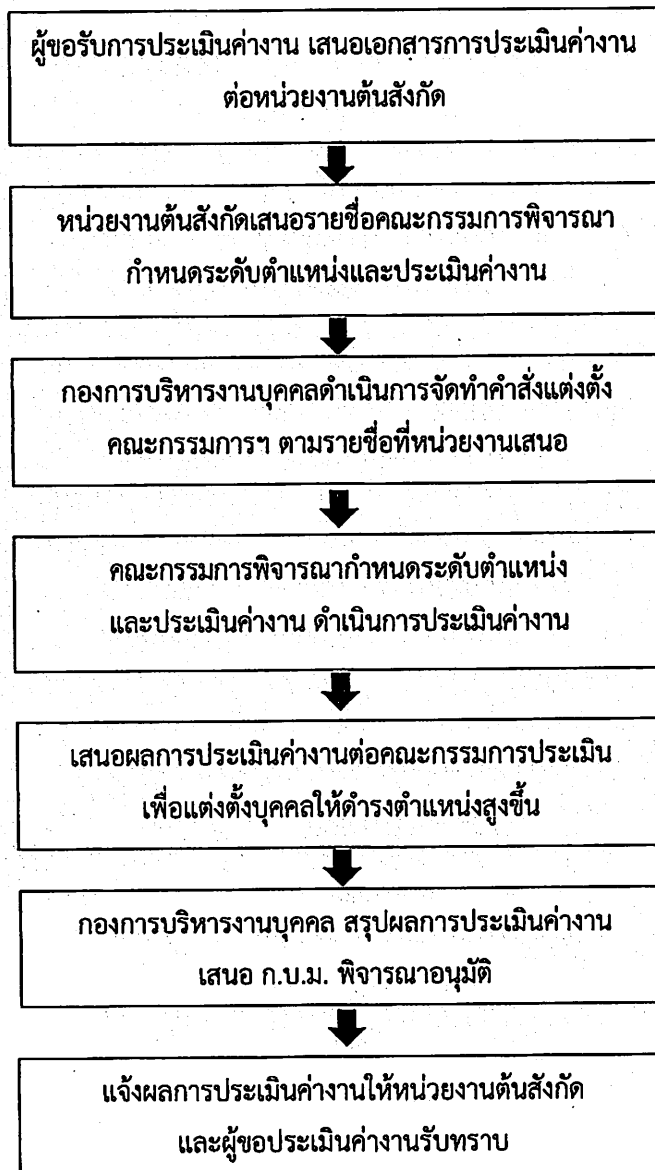 ผู้ขอรับการประเมินค่างาน เสนอเอกสารการประเมินค่างาน
ต่อหน่วยงานต้นสังกัด
หน่วยงานต้นสังกัดเสนอรายชื่อคณะกรรมการพิจารณา
กำหนดระดับตำแหน่งและประเมินค่างาน
กองการบริหารงานบุคคลดำเนินการจัดทำคำสั่งแต่งตั้ง
คณะกรรมการฯ ตามรายชื่อที่หน่วยงานเสนอ
คณะกรรมการพิจารณากำหนดระดับตำแหน่ง
และประเมินค่างาน ดำเนินการประเมินค่างาน
เสนอผลการประเมินค่างานต่อคณะกรรมการประเมิน
เพื่อแต่งตั้งบุคคลให้ดำรงตำแหน่งสูงขึ้น
กองการบริหารงานบุคคล สรุปผลการประเมินค่างาน
เสนอ ก.บ.ม. พิจารณาอนุมัติ
แจ้งผลการประเมินค่างานให้หน่วยงานต้นสังกัด
และผู้ขอประเมินค่างานรับทราบ